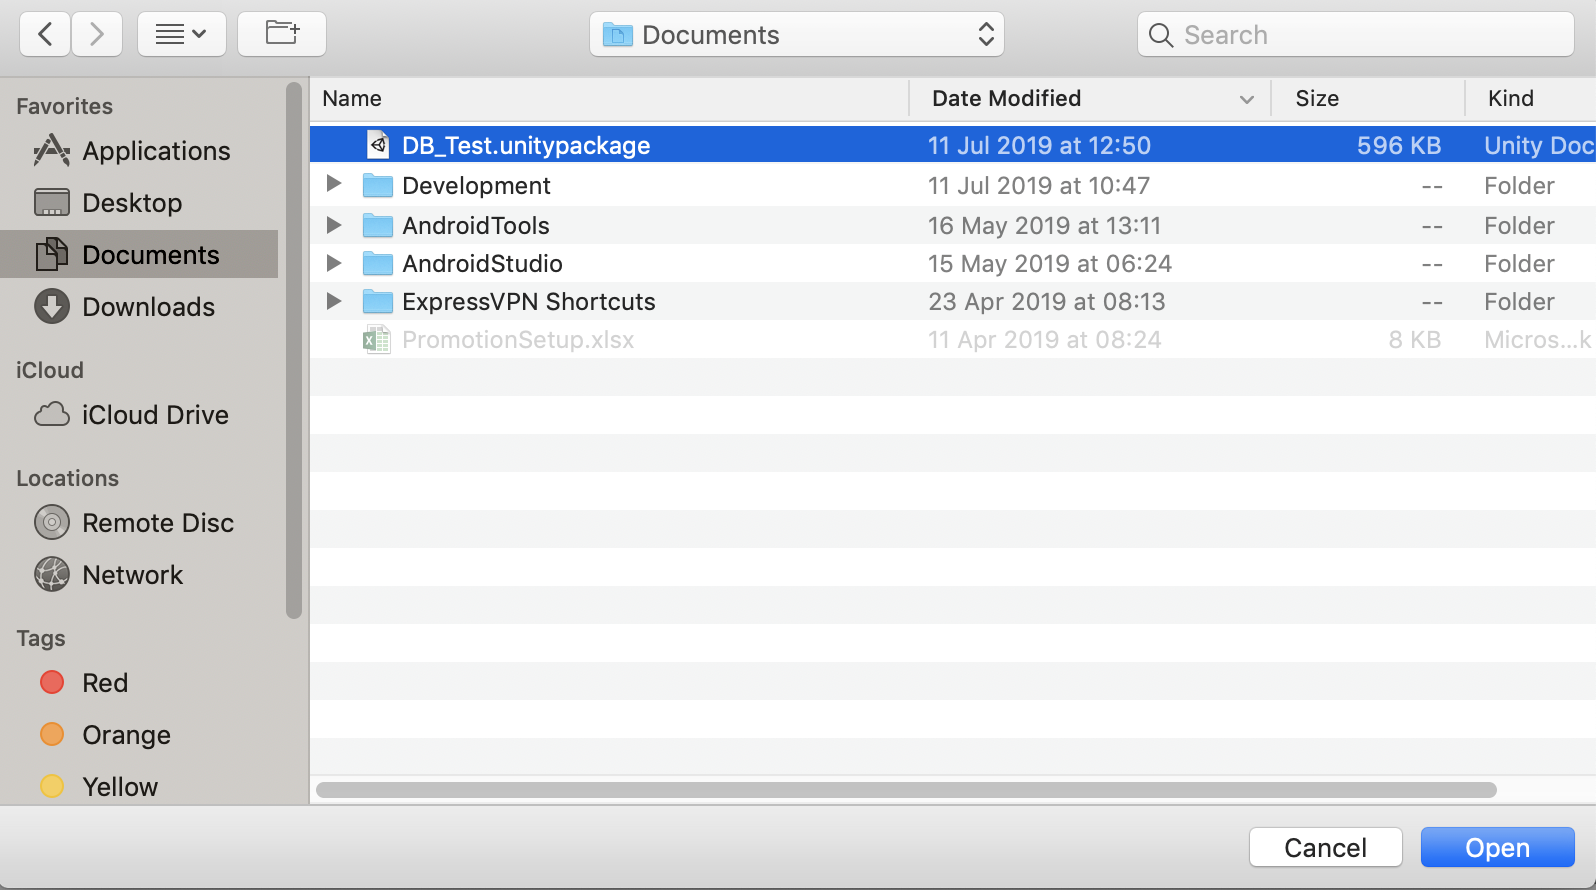 Documents
Search
Favorites
Applications
Desktop
Documents
Downloads
iCloud
iCloud Drive
Locations
Remote Disc
Network
Tags
Red
Orange
Yellow
Name Date Modified Size Kind
DB_Test.unitypackage 11 Jul 2019 at 12:50 596 KB Unity Doc
Development 11 Jul 2019 at 10:47 -- Folder
AndroidTools 16 May 2019 at 13:11 -- Folder
AndroidStudio 15 May 2019 at 06:24 -- Folder
ExpressVPN Shortcuts 23 Apr 2019 at 08:13 -- Folder
PromotionSetup.xlsx 11 Apr 2019 at 08:24 8 KB Micros...k
Cancel Open